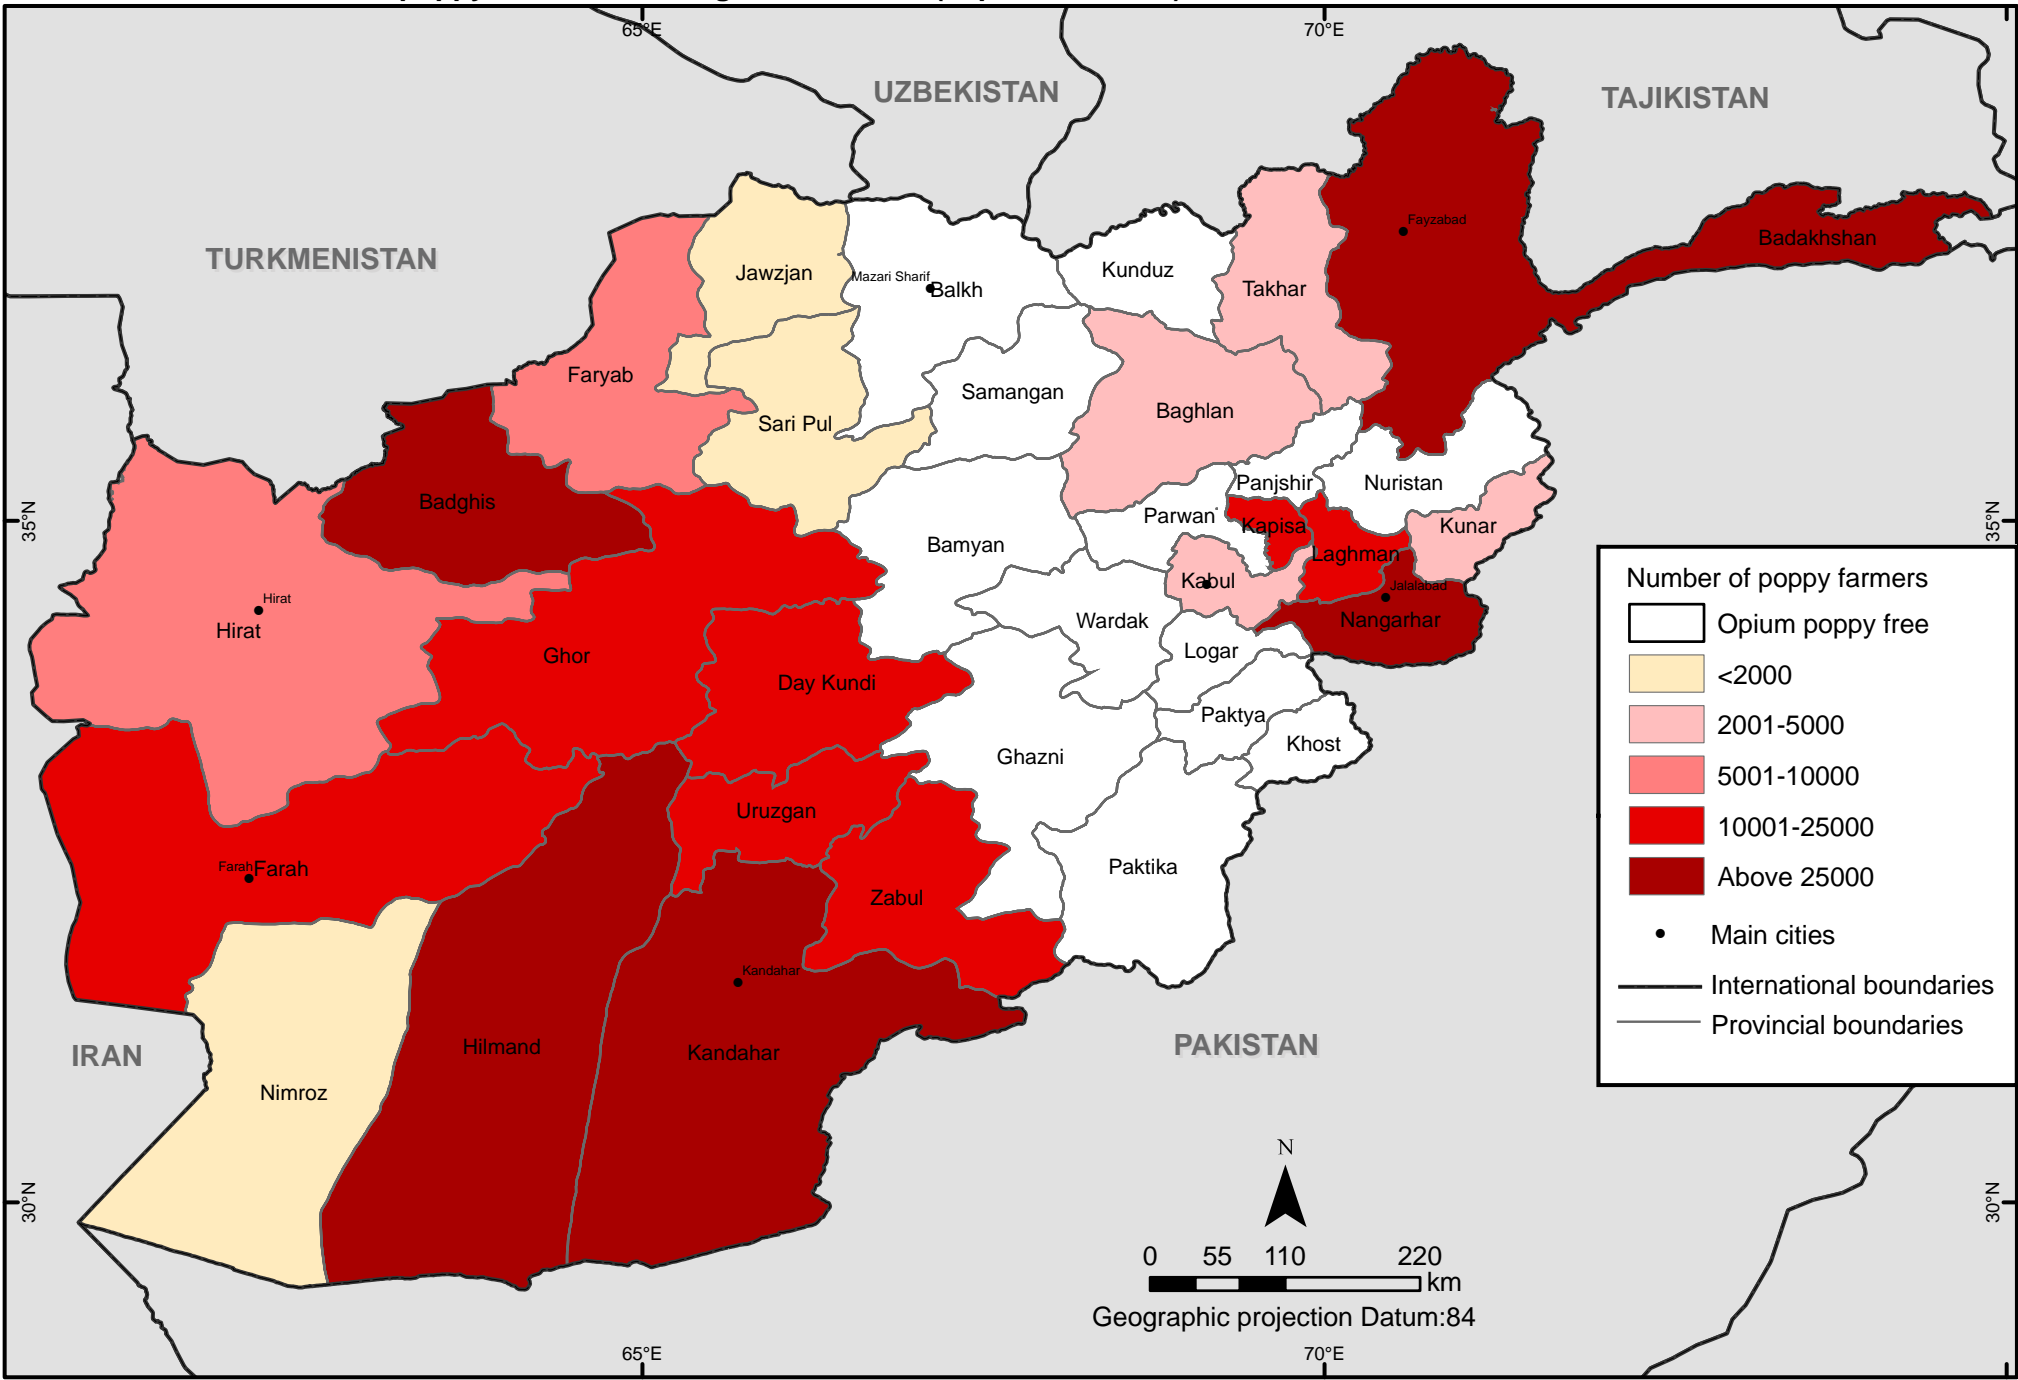 65°E
70°E
UZBEKISTAN
TAJIKISTAN
TURKMENISTAN
Fayzabad
Badakhshan
Jawzjan
Mazari Sharif
Balkh
Kunduz
Takhar
Faryab
Samangan
Baghlan
Sari Pul
Panjshir
Nuristan
Badghis
Parwan
Kapisa
Kunar
35°N
35°N
Bamyan
Laghman
Kabul
Jalalabad
Hirat
Hirat
Wardak
Nangarhar
Ghor
Logar
Day Kundi
Paktya
Khost
Ghazni
Uruzgan
Farah
Farah
Paktika
Zabul
Kandahar
Hilmand
Kandahar
IRAN
PAKISTAN
Nimroz
Number of poppy farmers
Opium poppy free
<2000
2001-5000
5001-10000
10001-25000
Above 25000
Main cities
International boundaries
Provincial boundaries
N
30°N
30°N
0 55 110 220
km
Geographic projection Datum:84
65°E
70°E